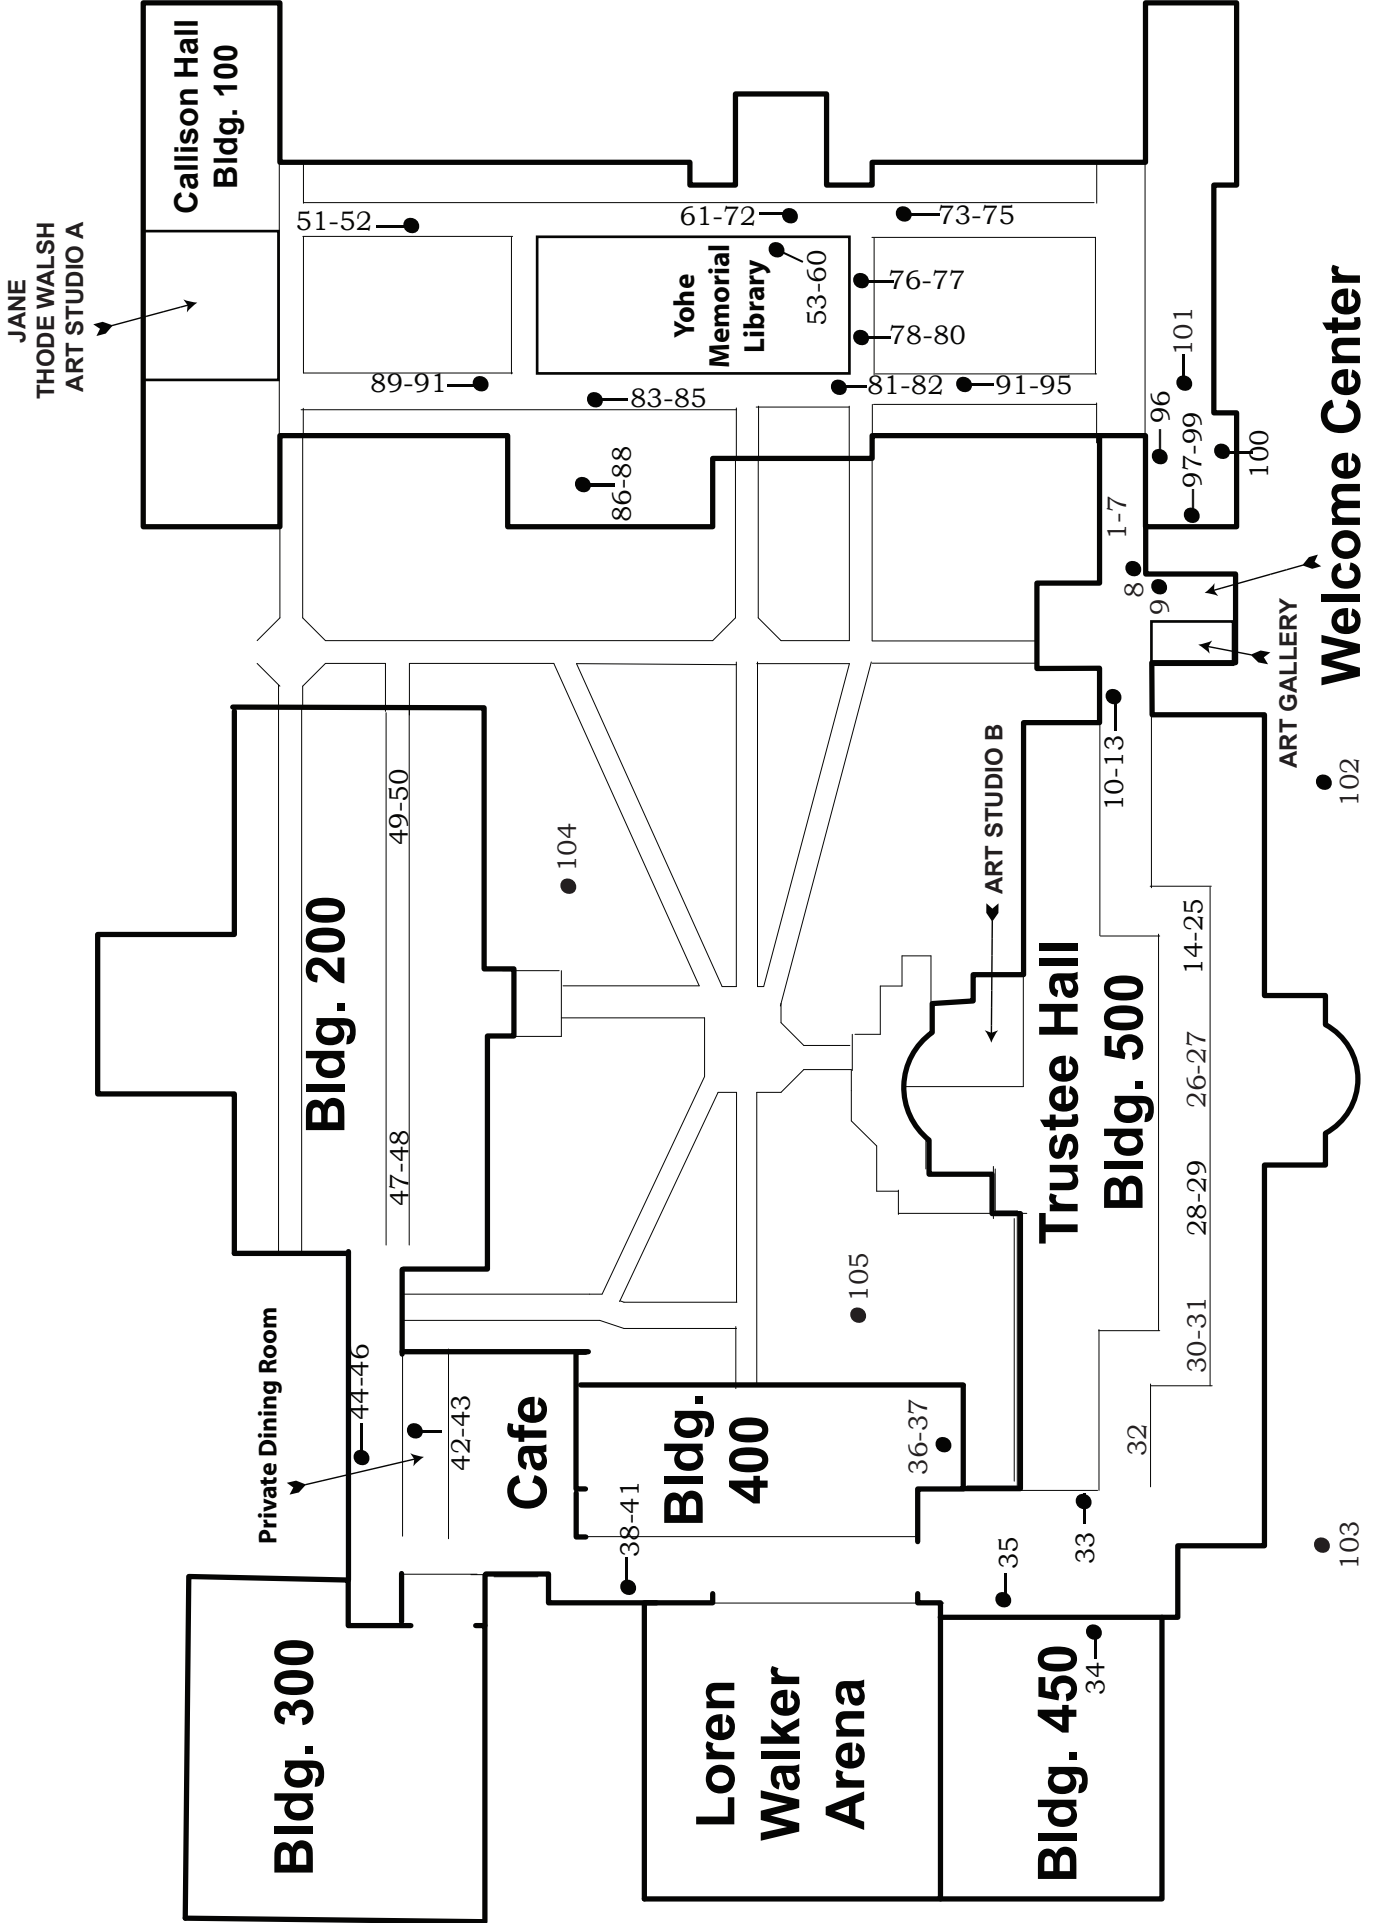 JANE
THODE WALSH
ART STUDIO A
Callison Hall
Bldg. 100
51-52
61-72
73-75
Yohe
Memorial
Library
53-60
76-77
78-80
89-91
83-85
81-82
91-95
86-88
101
96
97-99
100
1-7
8
9
Welcome Center
ART GALLERY
10-13
102
ART STUDIO B
49-50
104
Bldg. 200
47-48
Trustee Hall
Bldg. 500
14-25
26-27
28-29
30-31
32
105
Private Dining Room
44-46
42-43
Cafe
Bldg.
400
36-37
38-41
35
33
103
Bldg. 300
Loren
Walker
Arena
Bldg. 450
34